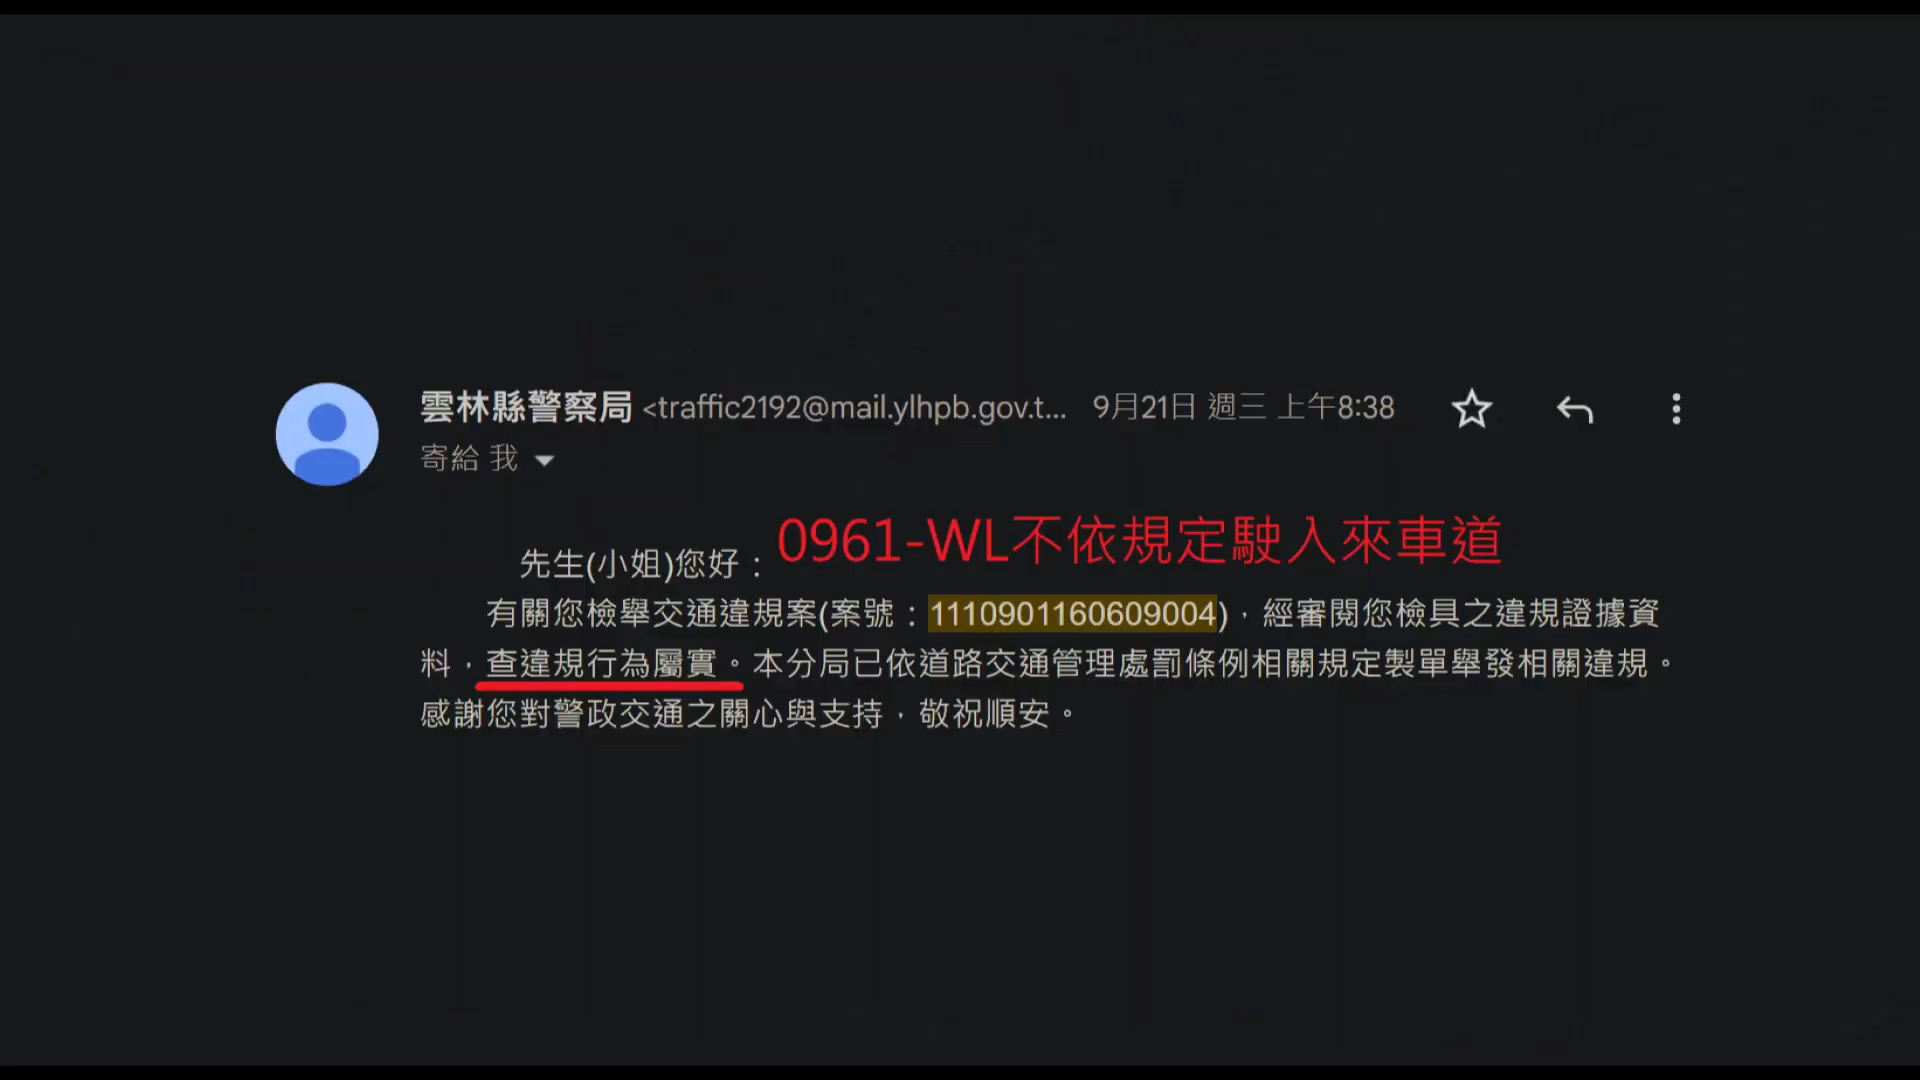 雲林縣警察局 <traffic2192@mail.ylhpb.gov.t... 9月21日 週三 上午8:38
寄給 我
0961-WL不依規定駛入來車道
先生(小姐)您好：
有關您檢舉交通違規案(案號：1110901160609004)，經審閱您檢具之違規證據資
料，查違規行為屬實。本分局已依道路交通管理處罰條例相關規定製單舉發相關違規。
感謝您對警政交通之關心與支持，敬祝順安。